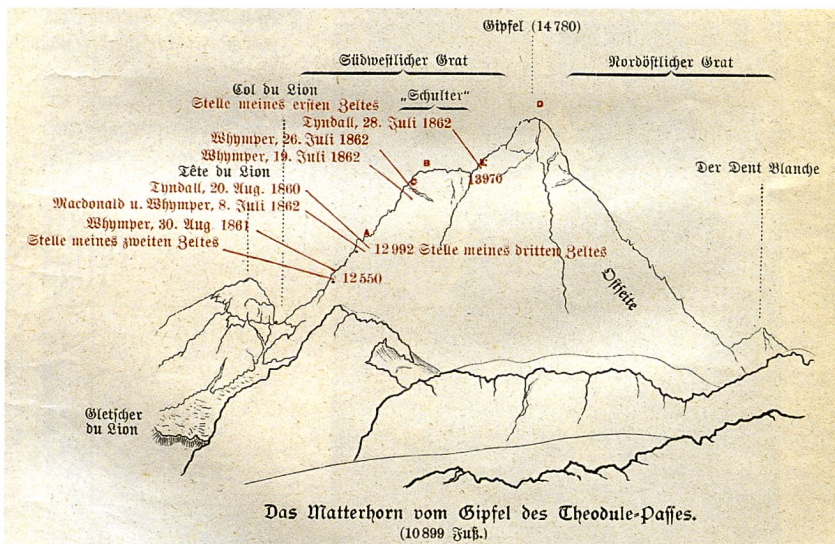 Gipfel (14780)
Südwestlicher Grat
Nordöstlicher Grat
Col du Lion
„Schulter“
Stelle meines ersten Zeltes
D
Tyndall, 28. Juli 1862
Whymper, 26. Juli 1862
B
E
Whymper, 19. Juli 1862
Tête du Lion
C
13970
Der Dent Blanche
Tyndall, 20. Aug. 1860
Macdonald u. Whymper, 8. Juli 1862
Whymper, 30. Aug. 1861
A
Stelle meines zweiten Zeltes
12992 Stelle meines dritten Zeltes
12550
Ostseite
Gletscher
du Lion
Das Matterhorn vom Gipfel des Theodule-Passes.
(10899 Fuß.)